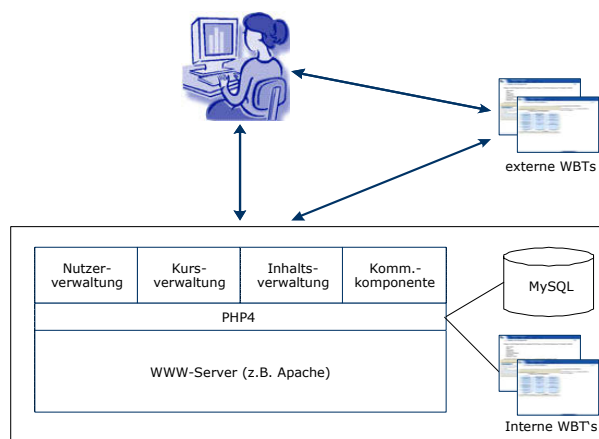 externe WBTs
Nutzer-
verwaltung
Kurs-
verwaltung
Inhalts-
verwaltung
Komm.-
komponente
MySQL
PHP4
WWW-Server (z.B. Apache)
Interne WBT's